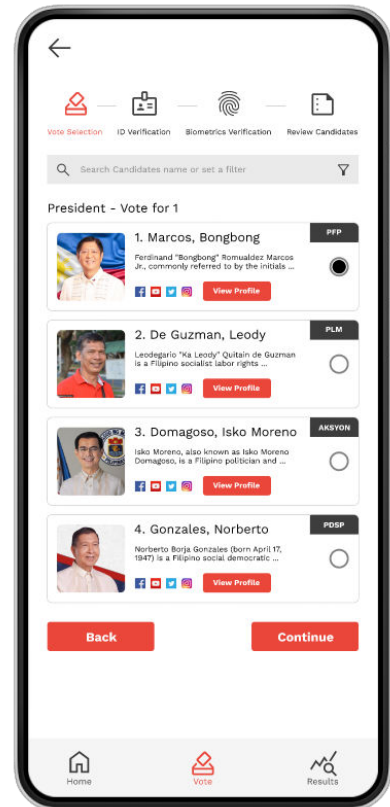 Vote Selection
ID Verification
Biometrics Verification
Review Candidates
Search Candidates name or set a filter
President - Vote for 1
PFP
1. Marcos, Bongbong
Ferdinand "Bongbong" Romualdez Marcos
Jr., commonly referred to by the initials ...
View Profile
PLM
2. De Guzman, Leody
Leodegario "Ka Leody" Quitain de Guzman
is a Filipino socialist labor rights ...
View Profile
AKSYON
3. Domagoso, Isko Moreno
Isko Moreno, also known as Isko Moreno
Domagoso, is a Filipino politician and ...
View Profile
PDSP
4. Gonzales, Norberto
Norberto Borja Gonzales (born April 17,
1947) is a Filipino social democratic ...
View Profile
Back
Continue
Home
Vote
Results